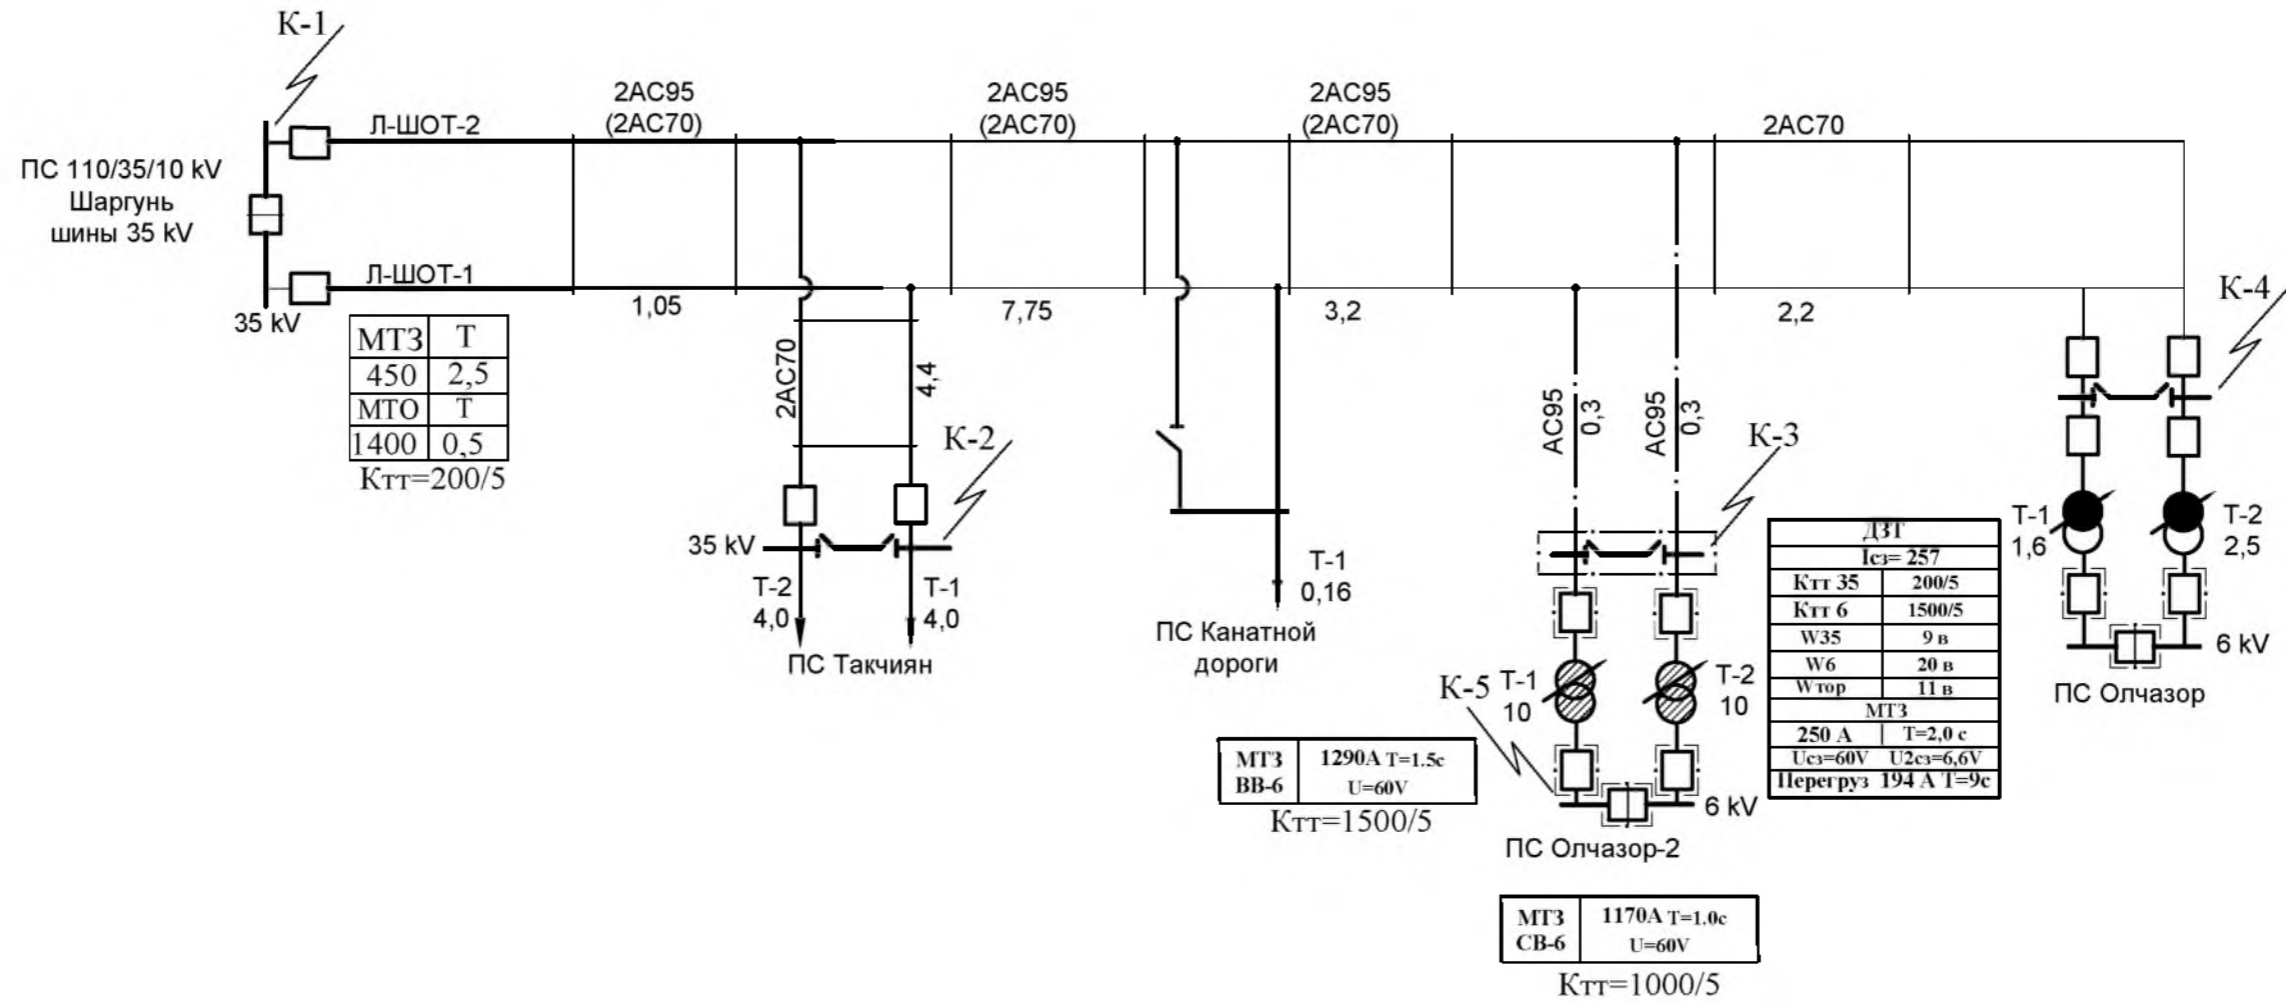 К-1
ПС 110/35/10 kV
Шаргунь
шины 35 kV
35 kV
Л-ШОТ-2
Л-ШОТ-1
2АС95
(2АС70)
2АС95
(2АС70)
2АС95
(2АС70)
2АС70
1,05
7,75
3,2
2,2
МТЗ Т
450 2,5
МТО Т
1400 0,5
Ктт=200/5
2АС70
4,4
К-2
35 kV
Т-2
4,0
Т-1
4,0
ПС Такчиян
Т-1
0,16
ПС Канатной
дороги
АС95
0,3
АС95
0,3
К-3
К-4
К-5
Т-1
10
Т-2
10
6 kV
ПС Олчазор-2
МТЗ
ВВ-6
1290А Т=1.5с
U=60V
Ктт=1500/5
МТЗ
СВ-6
1170А Т=1.0с
U=60V
Ктт=1000/5
ДЗТ
Iсз= 257
Ктт 35 200/5
Ктт 6 1500/5
W35 9 в
W6 20 в
Wтор 11 в
МТЗ
250 А Т=2,0 с
Uсз=60V U2сз=6,6V
Перегруз 194 А Т=9с
Т-1
1,6
Т-2
2,5
6 kV
ПС Олчазор